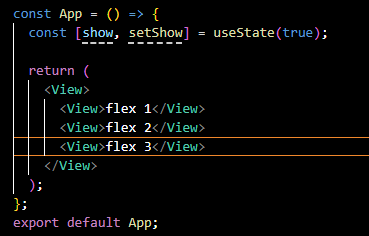 const App = () => {
const [show, setShow] = useState(true);
return (
<View>
<View>flex 1</View>
<View>flex 2</View>
<View>flex 3</View>
</View>
);
};
export default App;